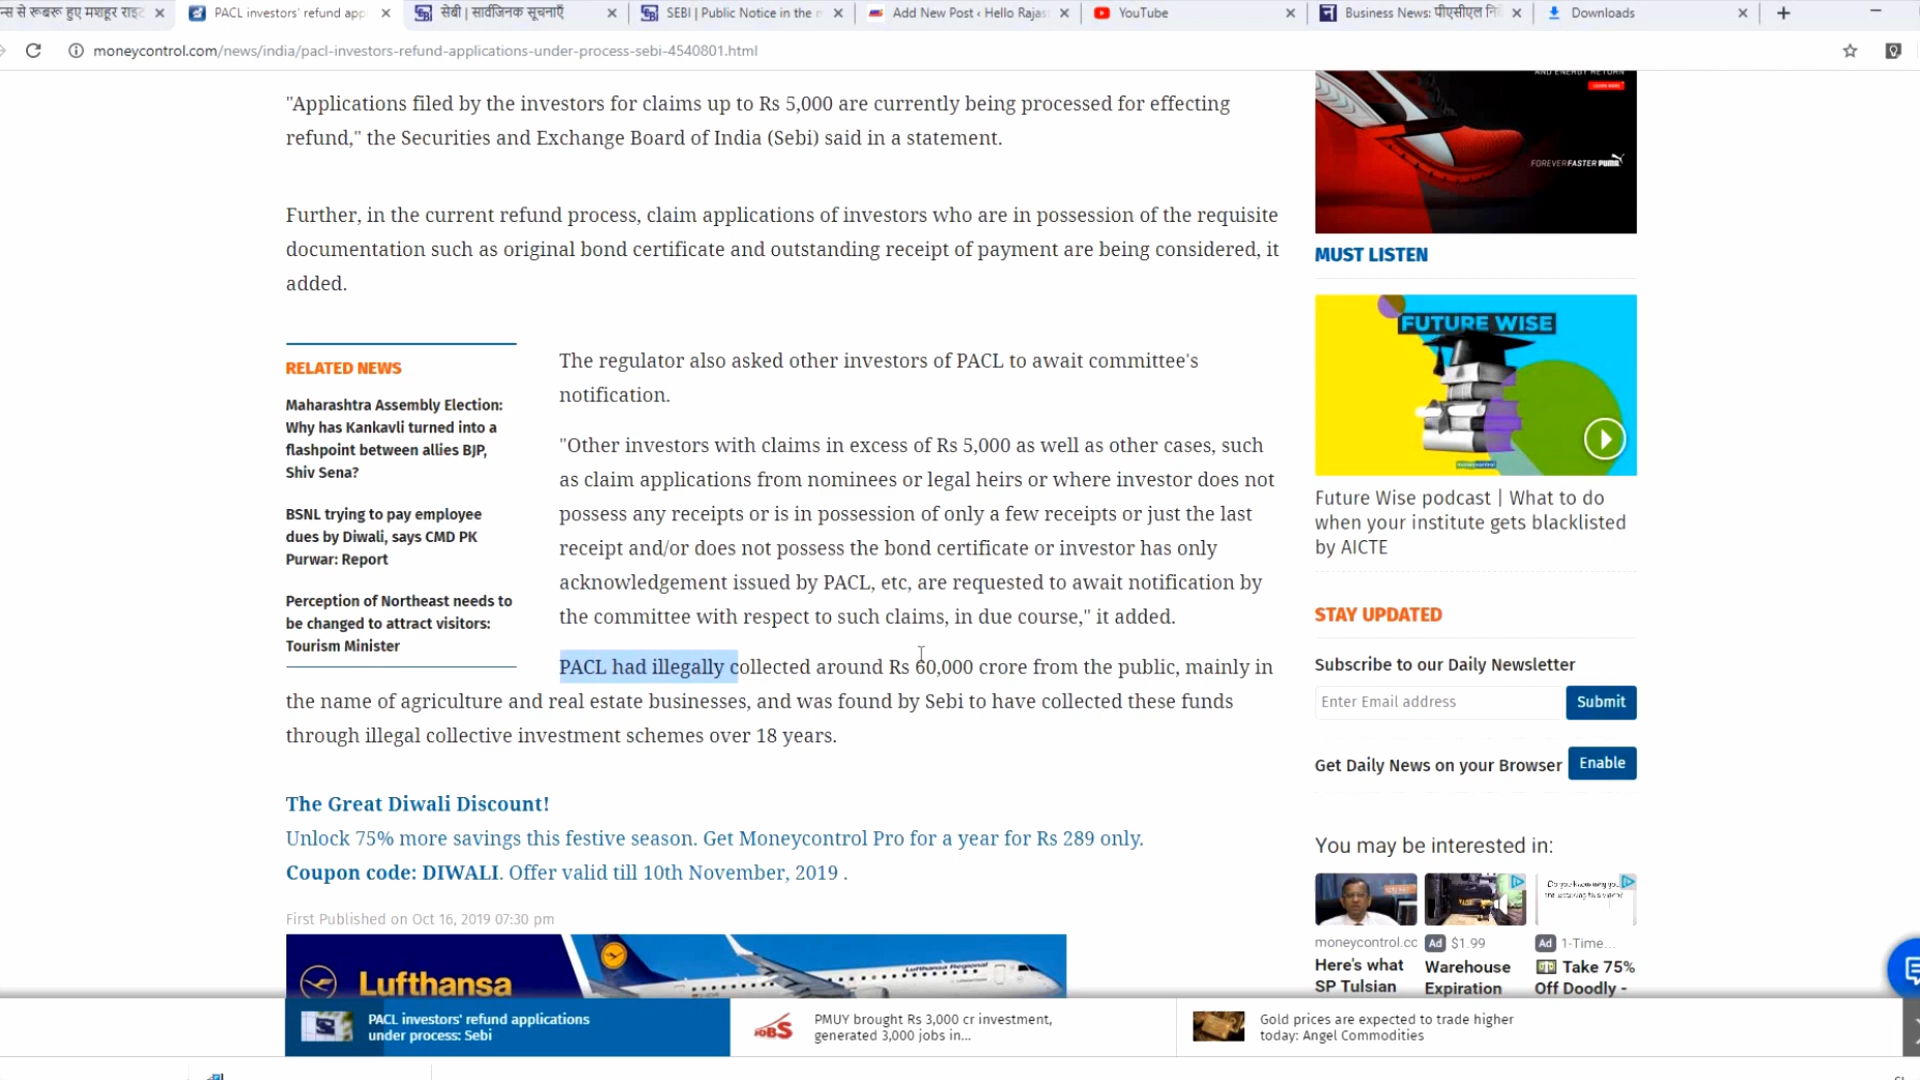 न्स से रूबरू हुए मशहूर राइट
PACL investors' refund app
सेबी | सार्वजनिक सूचनाएँ
SEBI | Public Notice in the
Add New Post ‹ Hello Rajas
YouTube
Business News: पीएसीएल नि
Downloads
moneycontrol.com/news/india/pacl-investors-refund-applications-under-process-sebi-4540801.html
"Applications filed by the investors for claims up to Rs 5,000 are currently being processed for effecting
refund," the Securities and Exchange Board of India (Sebi) said in a statement.
Further, in the current refund process, claim applications of investors who are in possession of the requisite
documentation such as original bond certificate and outstanding receipt of payment are being considered, it
added.
RELATED NEWS
Maharashtra Assembly Election:
Why has Kankavli turned into a
flashpoint between allies BJP,
Shiv Sena?
BSNL trying to pay employee
dues by Diwali, says CMD PK
Purwar: Report
Perception of Northeast needs to
be changed to attract visitors:
Tourism Minister
The regulator also asked other investors of PACL to await committee's
notification.
"Other investors with claims in excess of Rs 5,000 as well as other cases, such
as claim applications from nominees or legal heirs or where investor does not
possess any receipts or is in possession of only a few receipts or just the last
receipt and/or does not possess the bond certificate or investor has only
acknowledgement issued by PACL, etc, are requested to await notification by
the committee with respect to such claims, in due course," it added.
PACL had illegally collected around Rs 60,000 crore from the public, mainly in
the name of agriculture and real estate businesses, and was found by Sebi to have collected these funds
through illegal collective investment schemes over 18 years.
The Great Diwali Discount!
Unlock 75% more savings this festive season. Get Moneycontrol Pro for a year for Rs 289 only.
Coupon code: DIWALI. Offer valid till 10th November, 2019 .
First Published on Oct 16, 2019 07:30 pm
Lufthansa
Lufthansa Regional
AND ENERGY RETURN
LEARN MORE
FOREVER FASTER PUMA
MUST LISTEN
FUTURE WISE
moneycontrol
Future Wise podcast | What to do
when your institute gets blacklisted
by AICTE
STAY UPDATED
Subscribe to our Daily Newsletter
Enter Email address
Submit
Get Daily News on your Browser
Enable
You may be interested in:
moneycontrol.cc
Here's what
SP Tulsian
Ad $1.99
Warehouse
Expiration
Ad 1-Time...
Take 75%
Off Doodly -
PACL investors' refund applications
under process: Sebi
JOBS
PMUY brought Rs 3,000 cr investment,
generated 3,000 jobs in...
Gold prices are expected to trade higher
today: Angel Commodities